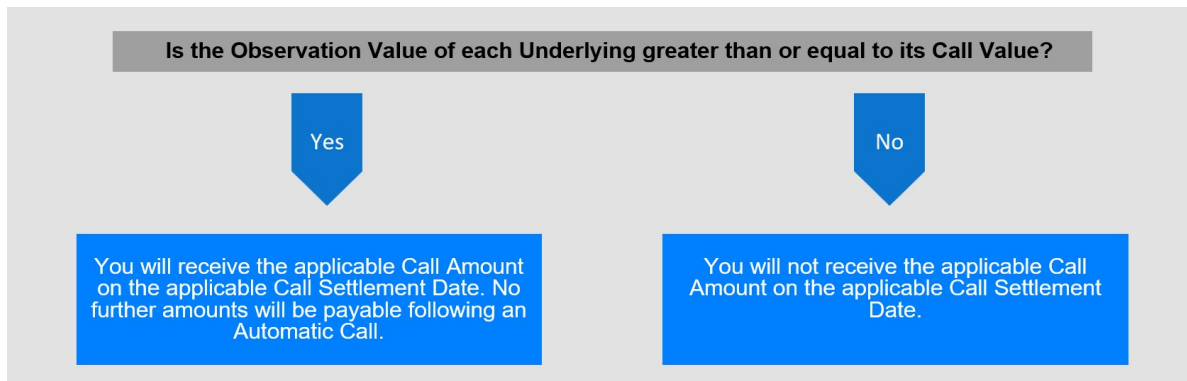 Is the Observation Value of each Underlying greater than or equal to its Call Value?
Yes
No
You will receive the applicable Call Amount
on the applicable Call Settlement Date. No
further amounts will be payable following an
Automatic Call.
You will not receive the applicable Call
Amount on the applicable Call Settlement
Date.